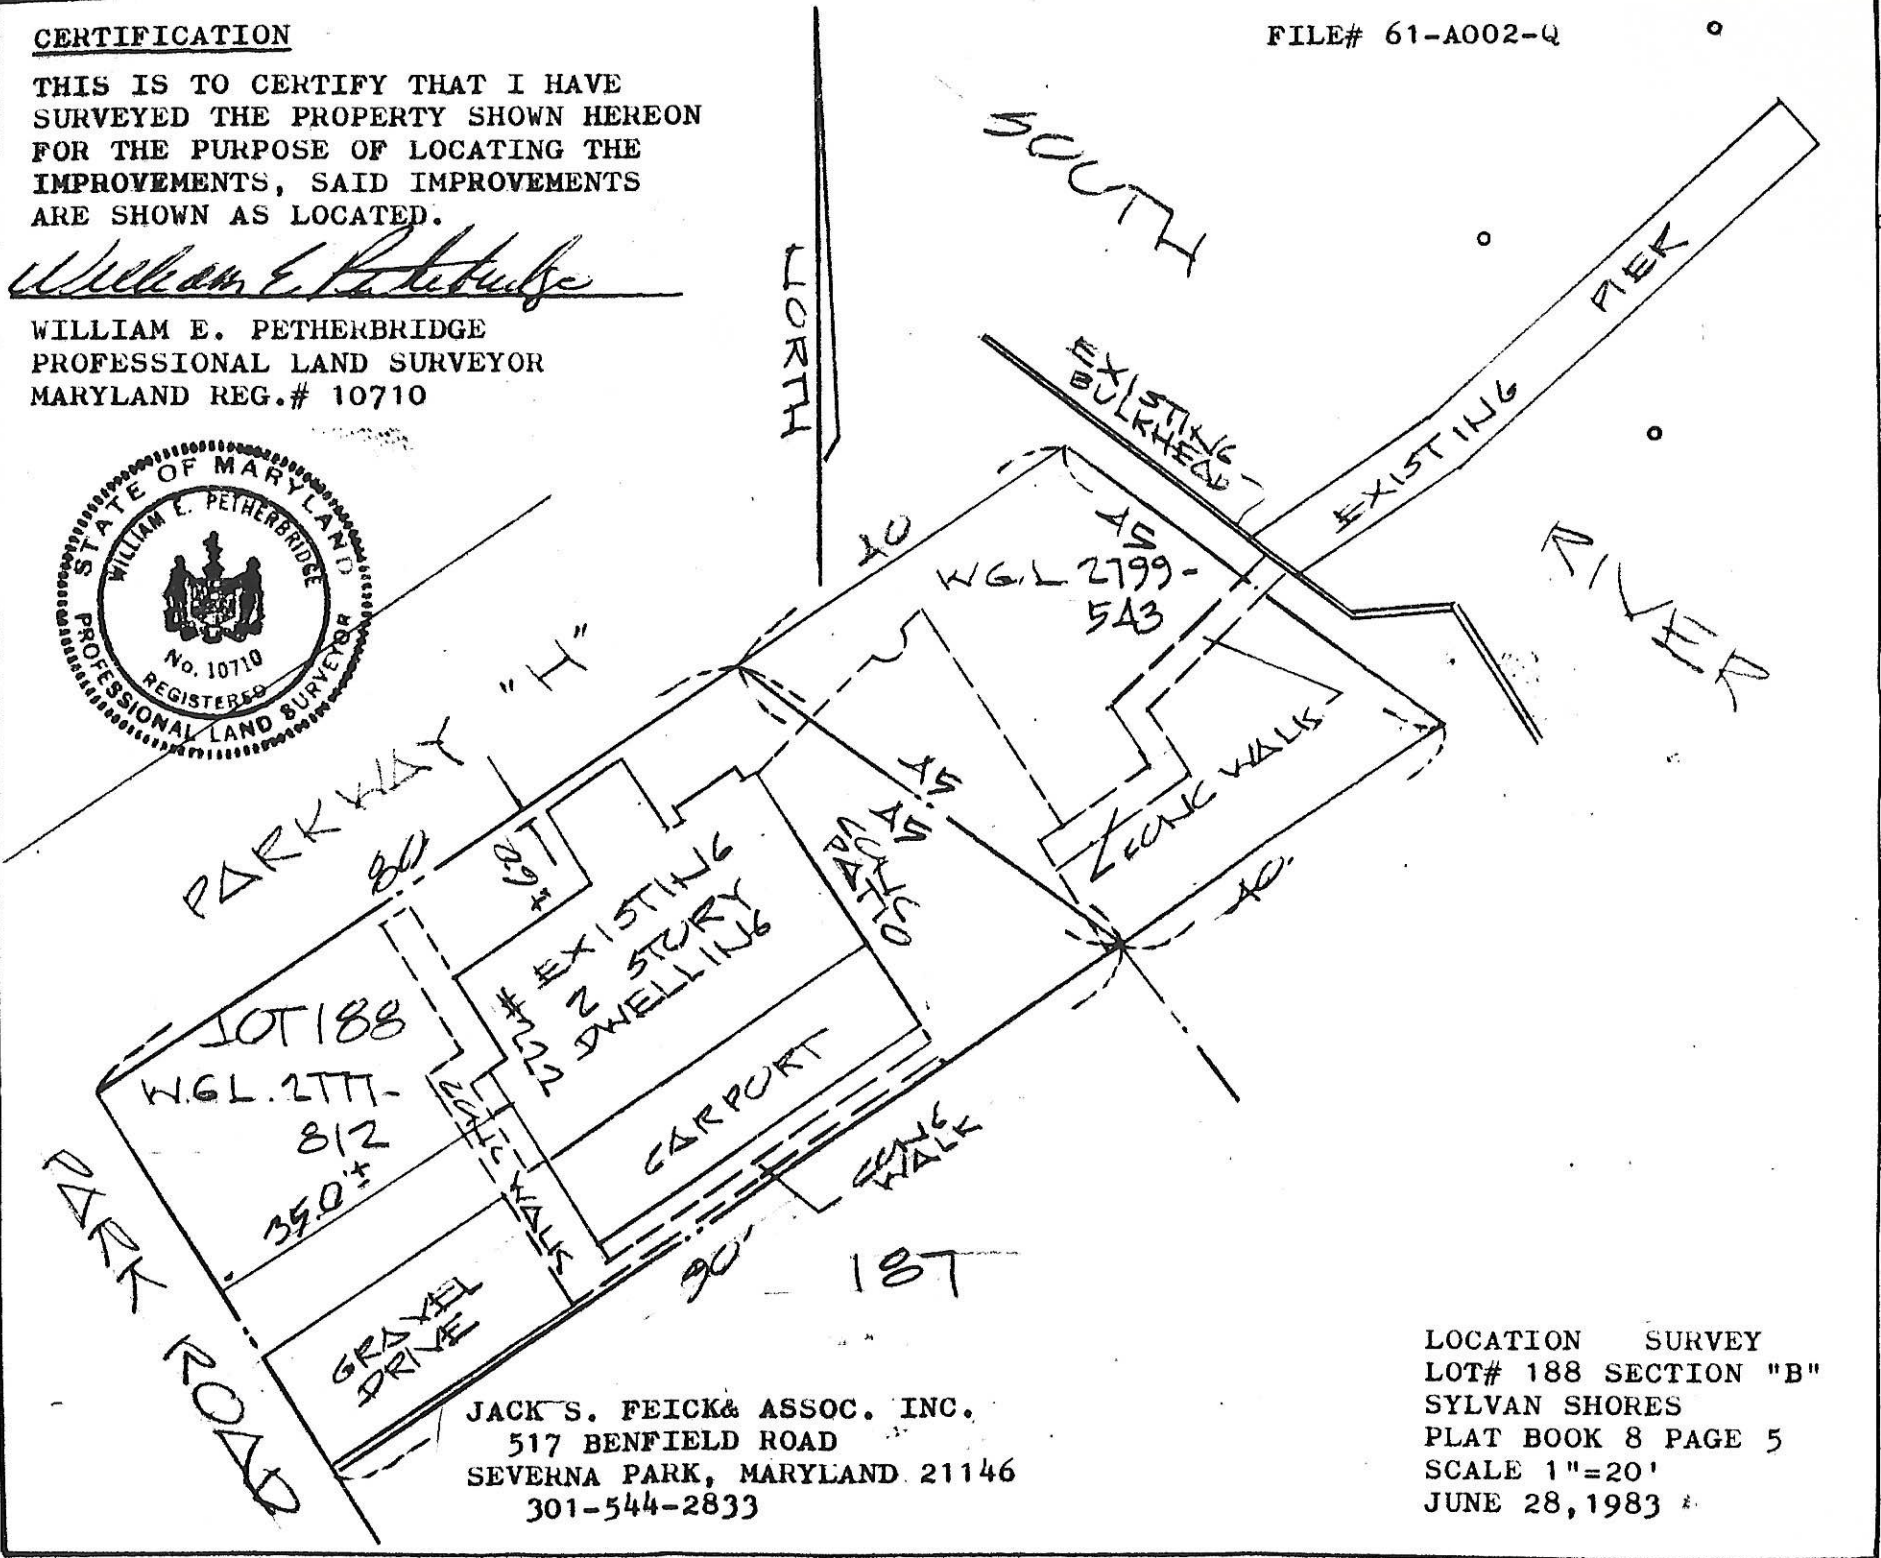 CERTIFICATION
THIS IS TO CERTIFY THAT I HAVE
SURVEYED THE PROPERTY SHOWN HEREON
FOR THE PURPOSE OF LOCATING THE
IMPROVEMENTS, SAID IMPROVEMENTS
ARE SHOWN AS LOCATED.
William E. Petherbridge
WILLIAM E. PETHERBRIDGE
PROFESSIONAL LAND SURVEYOR
MARYLAND REG.# 10710
STATE OF MARYLAND
WILLIAM E. PETHERBRIDGE
No. 10710
REGISTERED
PROFESSIONAL LAND SURVEYOR
FILE# 61-A002-Q
NORTH
SOUTH
RIVER
EXISTING PIER
EXISTING
BULKHEAD
40
45
W.G.L 2799-
543
CONC WALK
40'
45
45
CONC
PATIO
PARKWAY "H"
80
LOT 188
W.G.L. 2777-
812
35.0'±
CONC WALK
# 222
EXISTING
2 STORY
DWELLING
CARPORT
CONC
WALK
90'
187
GRAVEL
DRIVE
PARK ROAD
JACK S. FEICK& ASSOC. INC.
517 BENFIELD ROAD
SEVERNA PARK, MARYLAND 21146
301-544-2833
LOCATION SURVEY
LOT# 188 SECTION "B"
SYLVAN SHORES
PLAT BOOK 8 PAGE 5
SCALE 1"=20'
JUNE 28,1983